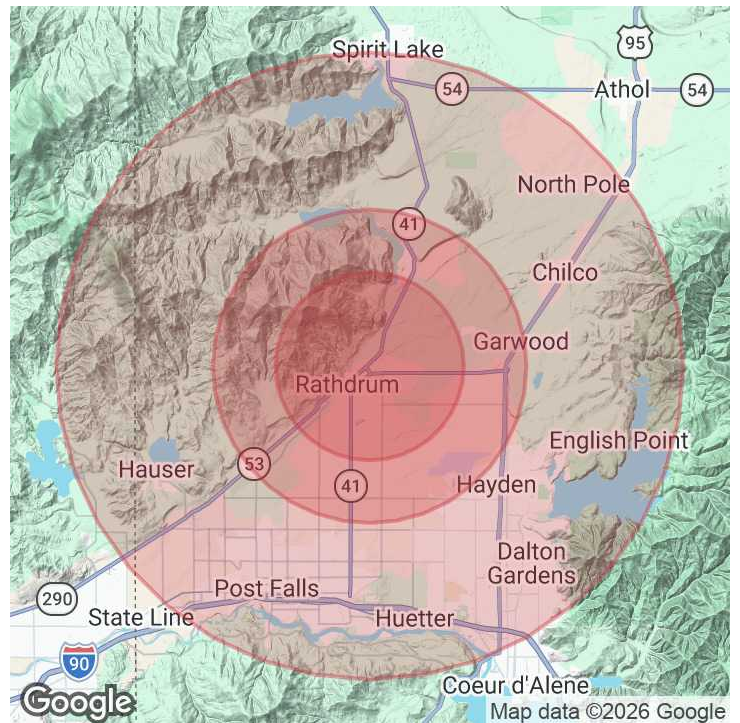 Spirit Lake
95
54
Athol
54
North Pole
41
Chilco
Garwood
Rathdrum
English Point
53
Hauser
41
Hayden
Dalton
Gardens
Post Falls
290
State Line
Huetter
90
Coeur d'Alene
Google
Map data ©2026 Google